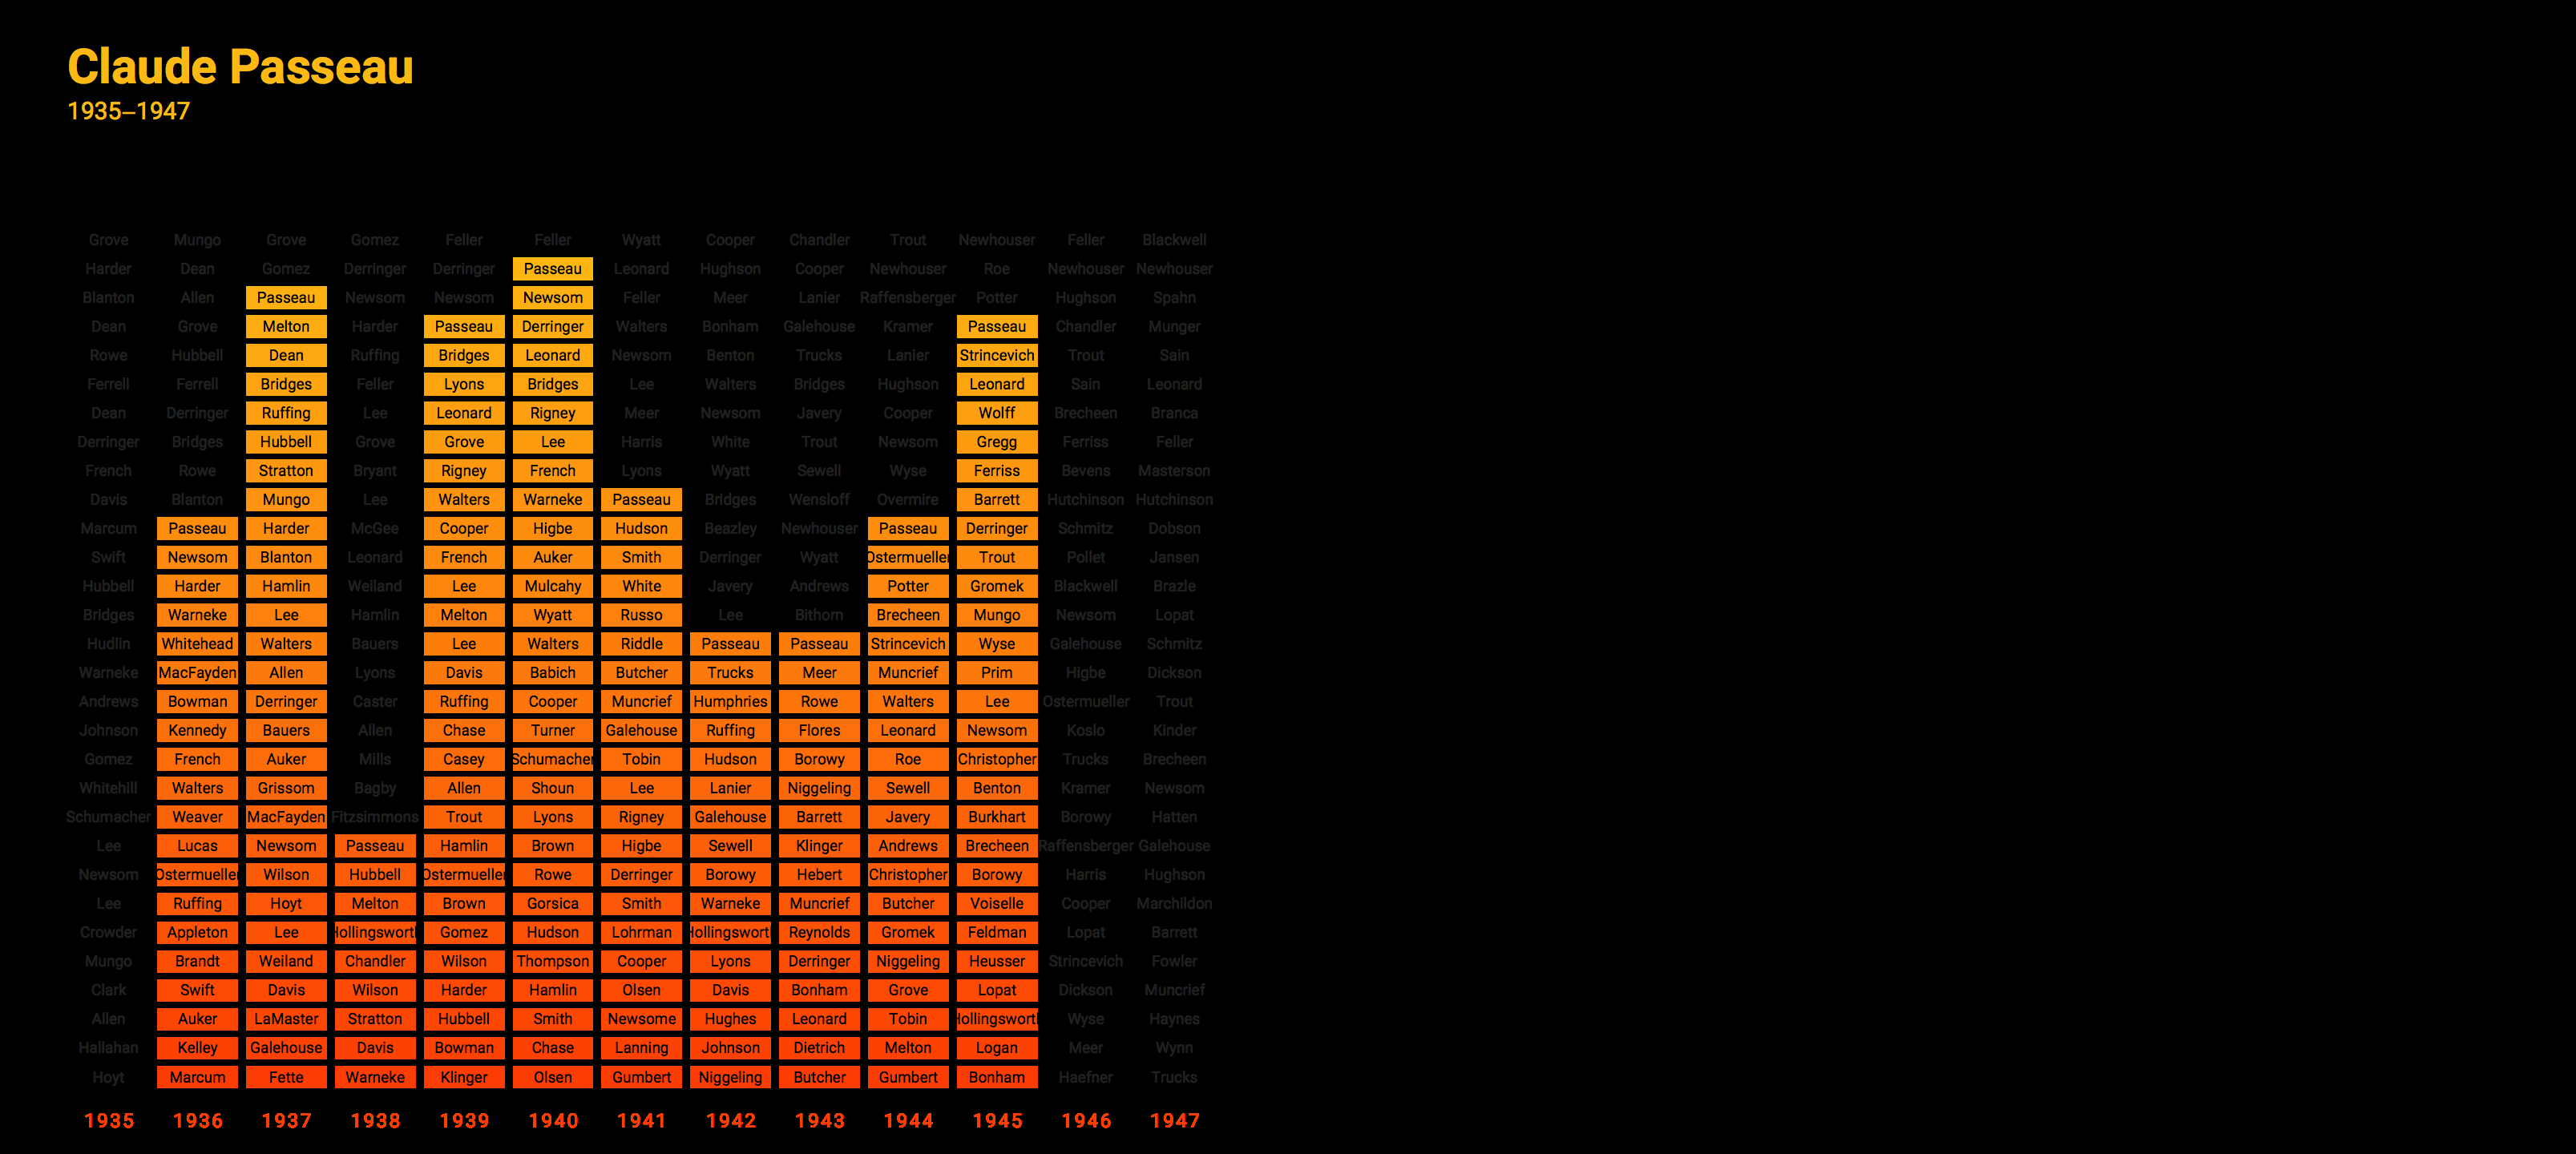 Claude Passeau
1935–1947
Grove Mungo Grove Gomez Feller Feller Wyatt Cooper Chandler Trout Newhouser Feller Blackwell
Harder Dean Gomez Derringer Derringer Passeau Leonard Hughson Cooper Newhouser Roe Newhouser Newhouser
Blanton Allen Passeau Newsom Newsom Newsom Feller Meer Lanier Raffensberger Potter Hughson Spahn
Dean Grove Melton Harder Passeau Derringer Walters Bonham Galehouse Kramer Passeau Chandler Munger
Rowe Hubbell Dean Ruffing Bridges Leonard Newsom Benton Trucks Lanier Strincevich Trout Sain
Ferrell Ferrell Bridges Feller Lyons Bridges Lee Walters Bridges Hughson Leonard Sain Leonard
Dean Derringer Ruffing Lee Leonard Rigney Meer Newsom Javery Cooper Wolff Brecheen Branca
Derringer Bridges Hubbell Grove Grove Lee Harris White Trout Newsom Gregg Ferriss Feller
French Rowe Stratton Bryant Rigney French Lyons Wyatt Sewell Wyse Ferriss Bevens Masterson
Davis Blanton Mungo Lee Walters Warneke Passeau Bridges Wensloff Overmire Barrett Hutchinson Hutchinson
Marcum Passeau Harder McGee Cooper Higbe Hudson Beazley Newhouser Passeau Derringer Schmitz Dobson
Swift Newsom Blanton Leonard French Auker Smith Derringer Wyatt Ostermueller Trout Pollet Jansen
Hubbell Harder Hamlin Weiland Lee Mulcahy White Javery Andrews Potter Gromek Blackwell Brazle
Bridges Warneke Lee Hamlin Melton Wyatt Russo Lee Bithorn Brecheen Mungo Newsom Lopat
Hudlin Whitehead Walters Bauers Lee Walters Riddle Passeau Passeau Strincevich Wyse Galehouse Schmitz
Warneke MacFayden Allen Lyons Davis Babich Butcher Trucks Meer Muncrief Prim Higbe Dickson
Andrews Bowman Derringer Caster Ruffing Cooper Muncrief Humphries Rowe Walters Lee Ostermueller Trout
Johnson Kennedy Bauers Allen Chase Turner Galehouse Ruffing Flores Leonard Newsom Koslo Kinder
Gomez French Auker Mills Casey Schumacher Tobin Hudson Borowy Roe Christopher Trucks Brecheen
Whitehill Walters Grissom Bagby Allen Shoun Lee Lanier Niggeling Sewell Benton Kramer Newsom
Schumacher Weaver MacFayden Fitzsimmons Trout Lyons Rigney Galehouse Barrett Javery Burkhart Borowy Hatten
Lee Lucas Newsom Passeau Hamlin Brown Higbe Sewell Klinger Andrews Brecheen Raffensberger Galehouse
Newsom Ostermueller Wilson Hubbell Ostermueller Rowe Derringer Borowy Hebert Christopher Borowy Harris Hughson
Lee Ruffing Hoyt Melton Brown Gorsica Smith Warneke Muncrief Butcher Voiselle Cooper Marchildon
Crowder Appleton Lee Hollingsworth Gomez Hudson Lohrman Hollingsworth Reynolds Gromek Feldman Lopat Barrett
Mungo Brandt Weiland Chandler Wilson Thompson Cooper Lyons Derringer Niggeling Heusser Strincevich Fowler
Clark Swift Davis Wilson Harder Hamlin Olsen Davis Bonham Grove Lopat Dickson Muncrief
Allen Auker LaMaster Stratton Hubbell Smith Newsome Hughes Leonard Tobin Hollingsworth Wyse Haynes
Hallahan Kelley Galehouse Davis Bowman Chase Lanning Johnson Dietrich Melton Logan Meer Wynn
Hoyt Marcum Fette Warneke Klinger Olsen Gumbert Niggeling Butcher Gumbert Bonham Haefner Trucks
1935 1936 1937 1938 1939 1940 1941 1942 1943 1944 1945 1946 1947